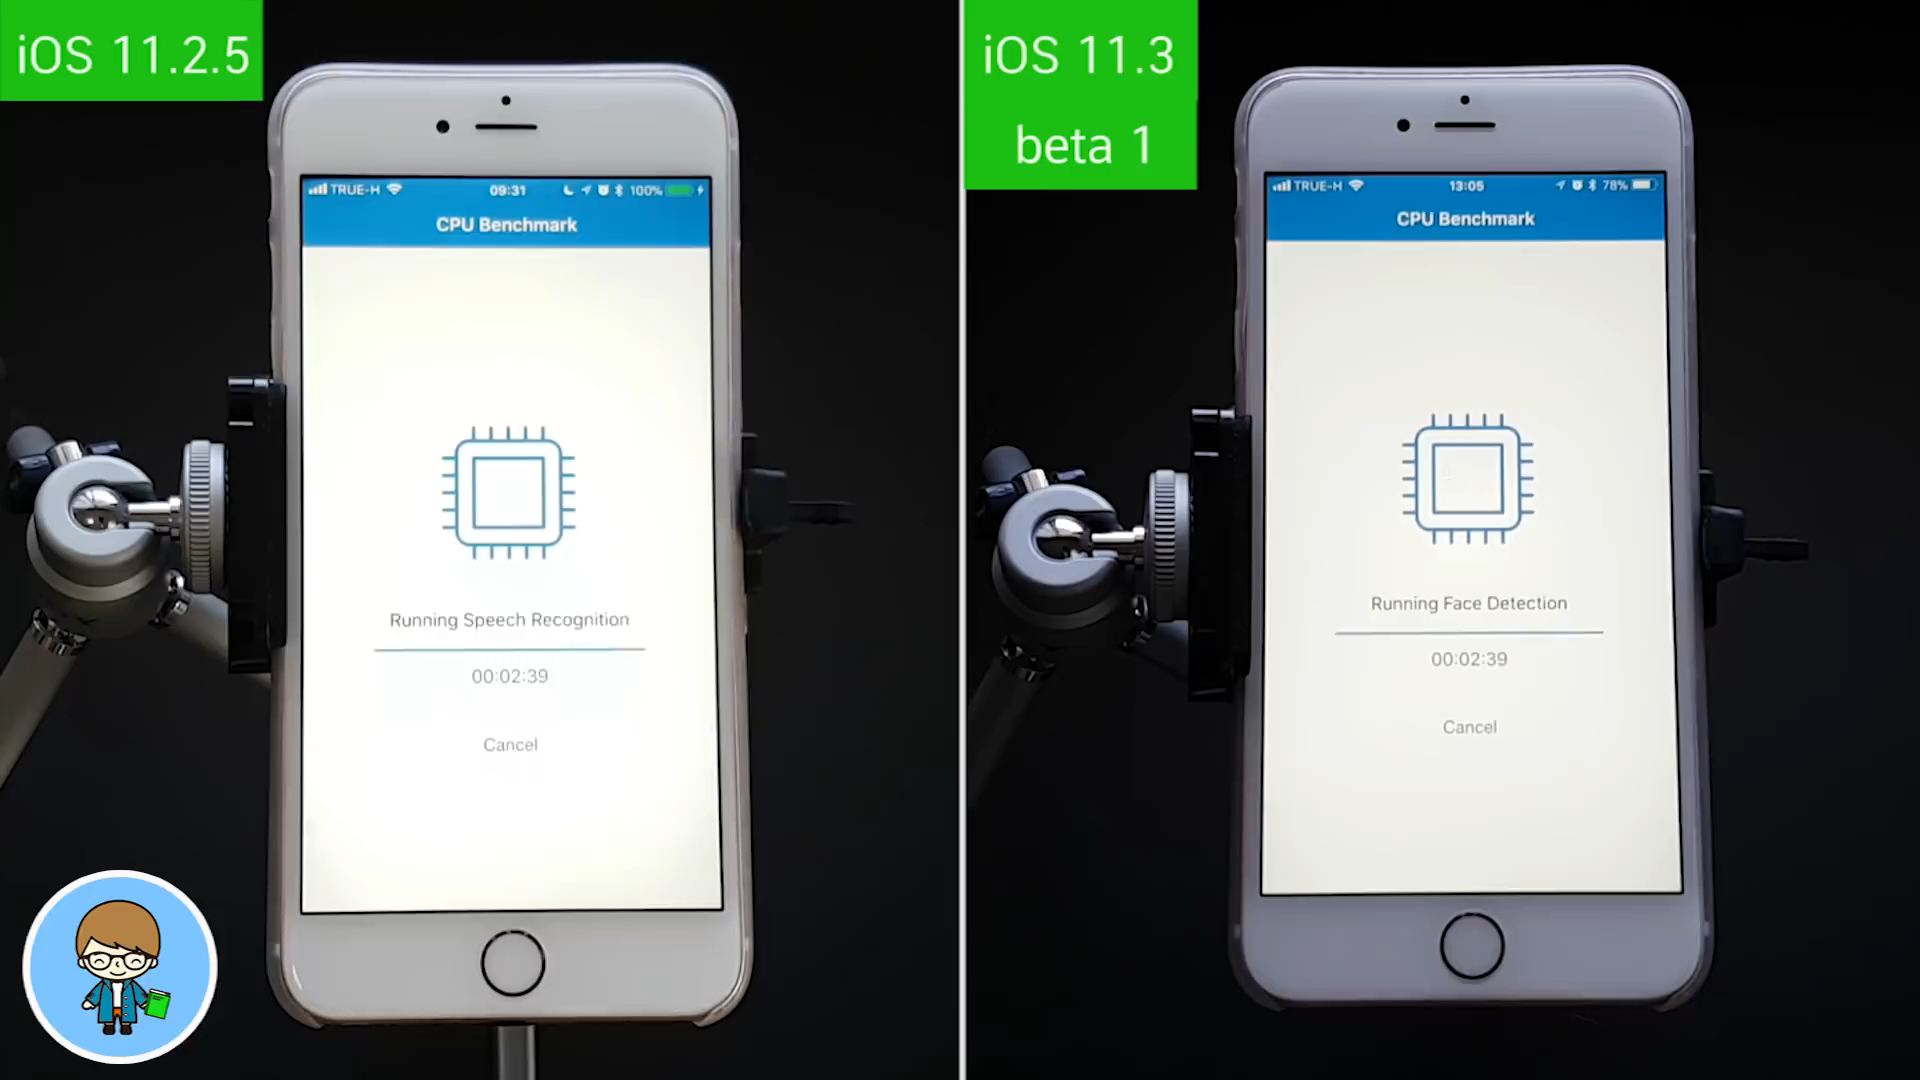 iOS 11.2.5
TRUE-H 09:31 100%
CPU Benchmark
Running Speech Recognition
00:02:39
Cancel
iOS 11.3
beta 1
TRUE-H 13:05 78%
CPU Benchmark
Running Face Detection
00:02:39
Cancel